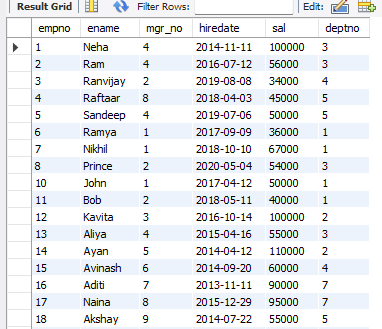 Result Grid Filter Rows: Edit:
empno ename mgr_no hiredate sal deptno
1 Neha 4 2014-11-11 100000 3
2 Ram 4 2016-07-12 56000 3
3 Ranvijay 2 2019-08-08 34000 4
4 Raftaar 8 2018-04-03 45000 5
5 Sandeep 4 2019-07-06 50000 5
6 Ramya 1 2017-09-09 36000 1
7 Nikhil 1 2018-10-10 67000 1
8 Prince 2 2020-05-04 54000 3
10 John 1 2017-04-12 50000 1
11 Bob 2 2018-05-11 40000 1
12 Kavita 3 2016-10-14 100000 2
13 Aliya 4 2015-04-16 55000 3
14 Ayan 5 2014-04-12 110000 2
15 Avinash 6 2014-09-20 60000 4
16 Aditi 7 2013-11-11 90000 7
17 Naina 8 2015-12-29 95000 7
18 Akshay 9 2014-07-22 55000 5